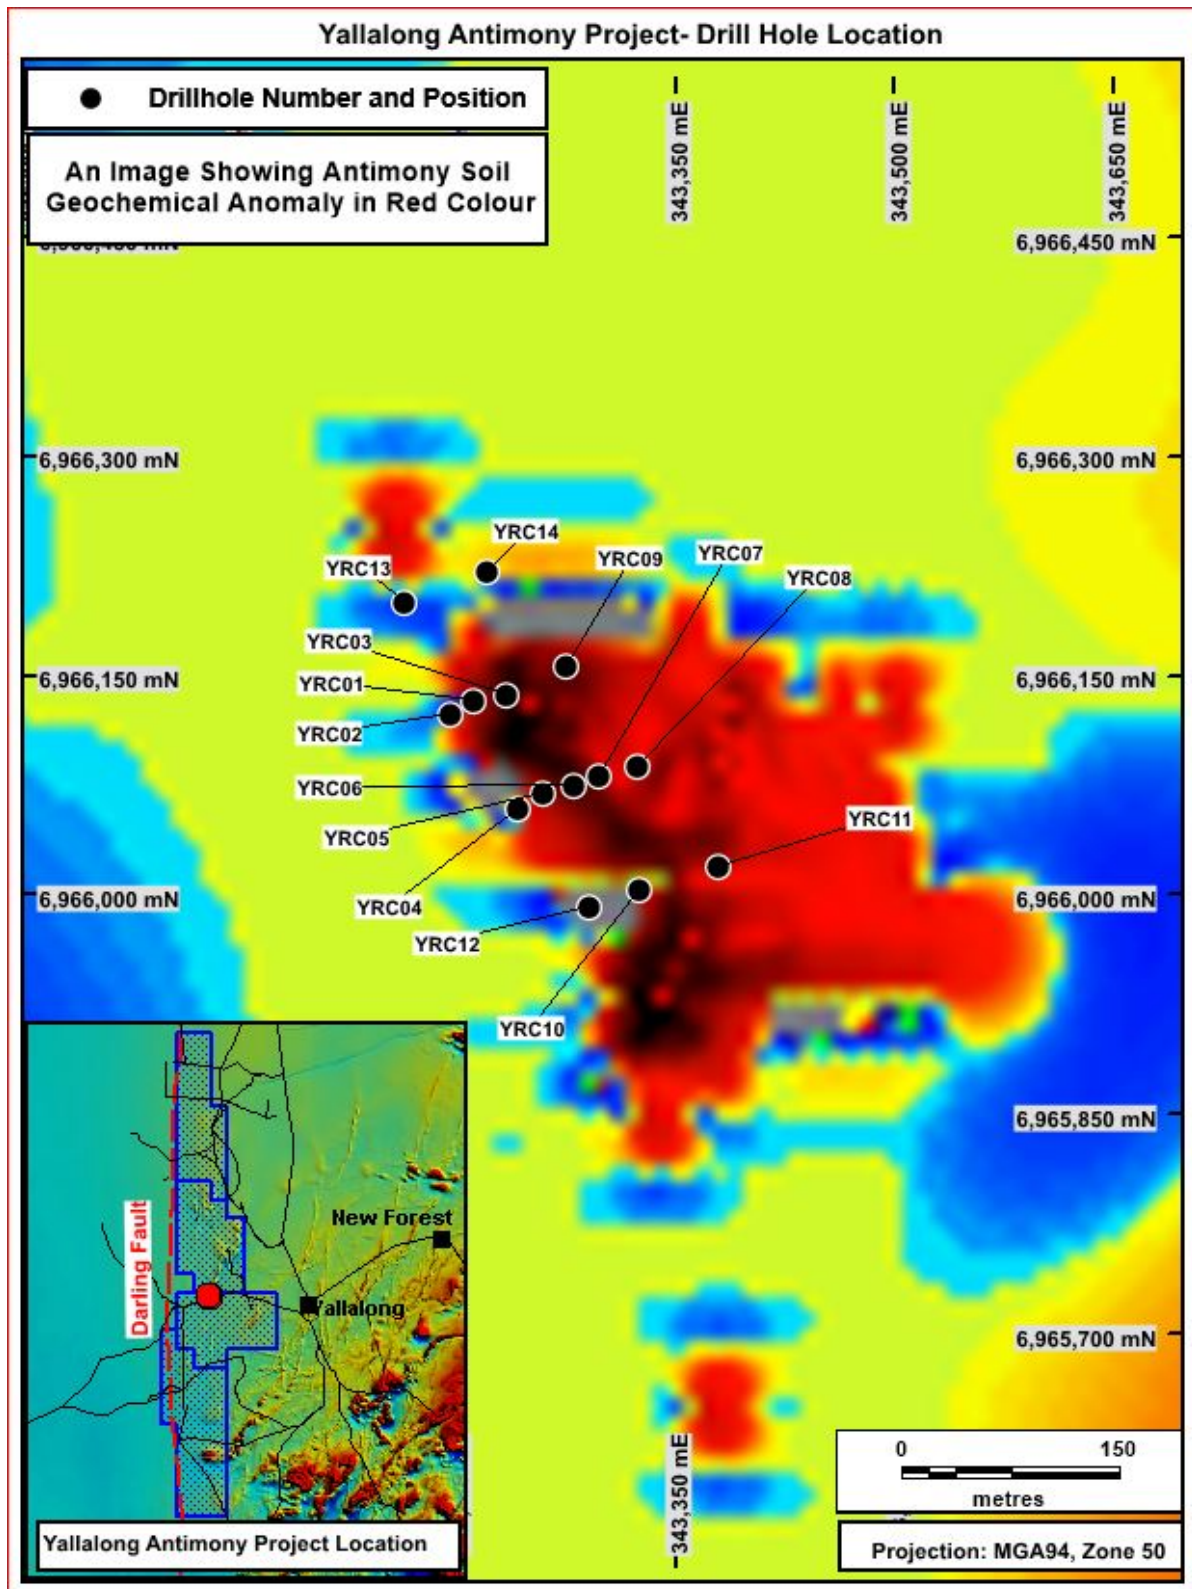 Yallalong Antimony Project- Drill Hole Location
Drillhole Number and Position
An Image Showing Antimony Soil
Geochemical Anomaly in Red Colour
343,350 mE
343,500 mE
343,650 mE
6,966,450 mN
6,966,300 mN
6,966,300 mN
YRC14
YRC09
YRC07
YRC13
YRC08
YRC03
YRC01
6,966,150 mN
6,966,150 mN
YRC02
YRC06
YRC05
YRC11
YRC04
6,966,000 mN
6,966,000 mN
YRC12
YRC10
6,965,850 mN
Darling Fault
New Forest
Yallalong
6,965,700 mN
343,350 mE
0 150
metres
Yallalong Antimony Project Location
Projection: MGA94, Zone 50